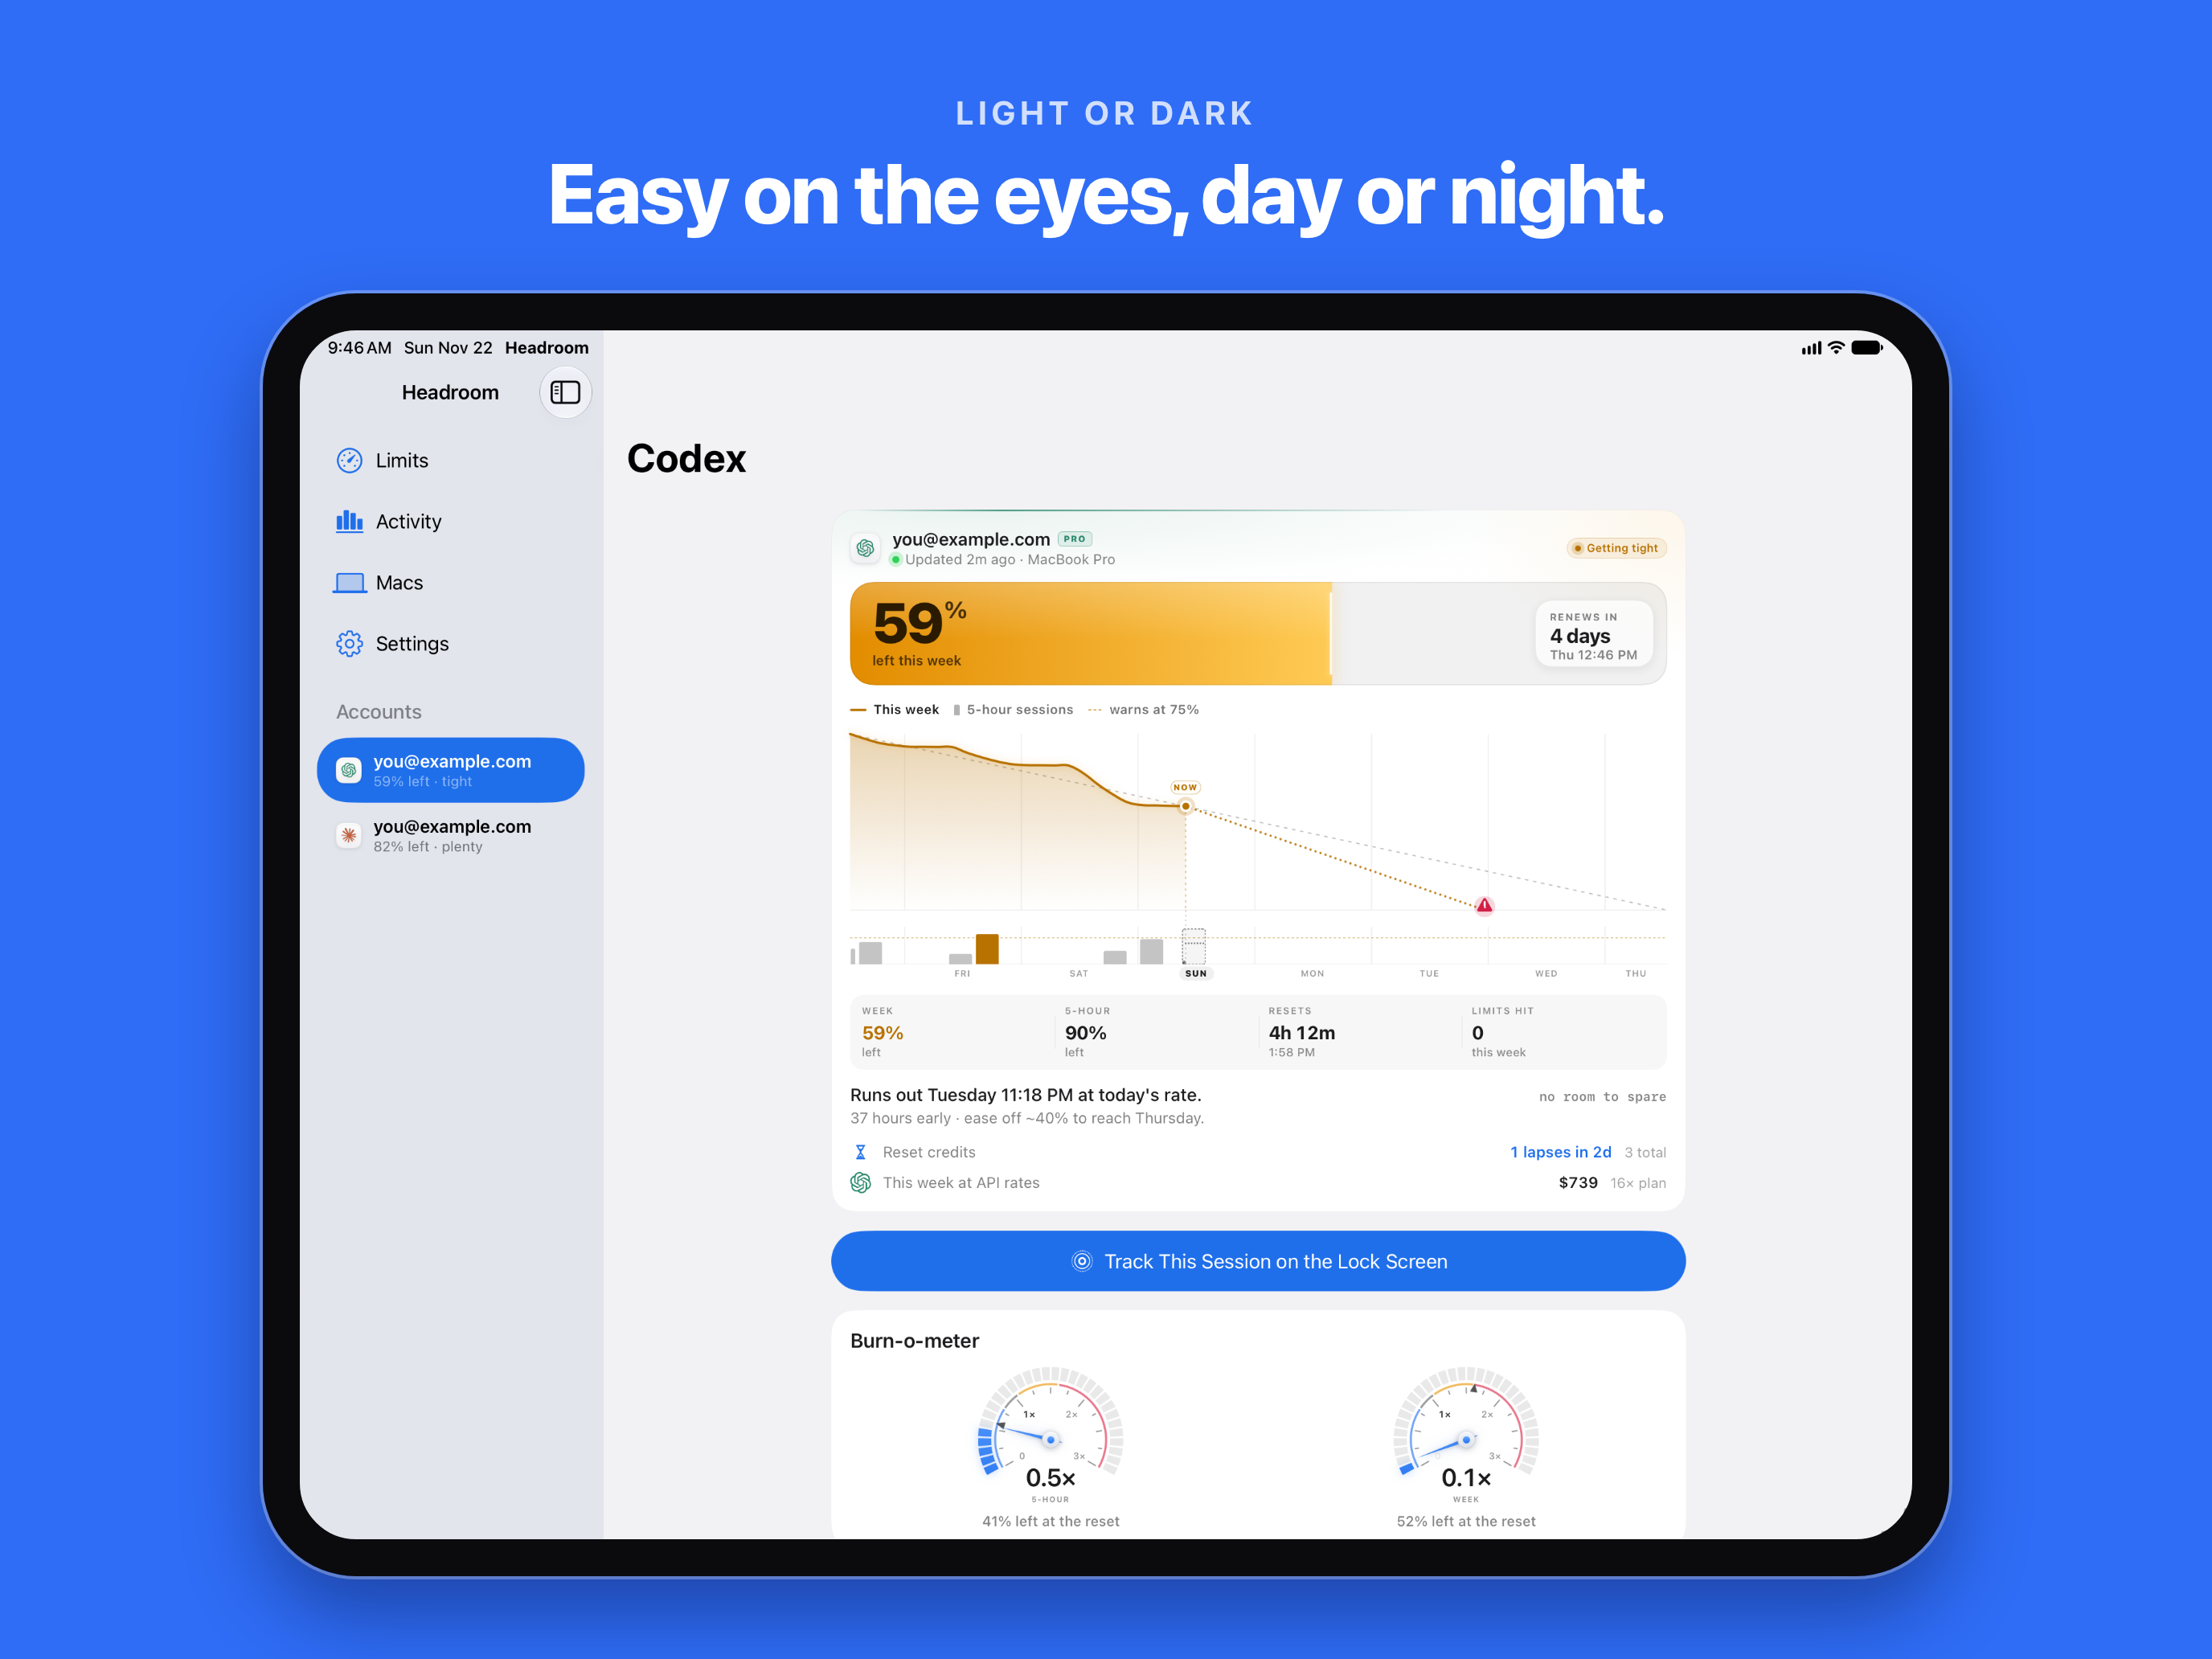 LIGHT OR DARK
Easy on the eyes, day or night.
9:46 AM Sun Nov 22 Headroom
Headroom
Limits
Activity
Macs
Settings
Accounts
you@example.com
59% left · tight
you@example.com
82% left · plenty
Codex
you@example.com PRO
Updated 2m ago · MacBook Pro
Getting tight
59%
left this week
RENEWS IN
4 days
Thu 12:46 PM
This week 5-hour sessions warns at 75%
NOW
FRI SAT SUN MON TUE WED THU
WEEK
59%
left
5-HOUR
90%
left
RESETS
4h 12m
1:58 PM
LIMITS HIT
0
this week
Runs out Tuesday 11:18 PM at today's rate.
no room to spare
37 hours early · ease off ~40% to reach Thursday.
Reset credits 1 lapses in 2d 3 total
This week at API rates $739 16× plan
Track This Session on the Lock Screen
Burn-o-meter
1× 2×
0 3×
0.5×
5-HOUR
41% left at the reset
1× 2×
0 3×
0.1×
WEEK
52% left at the reset